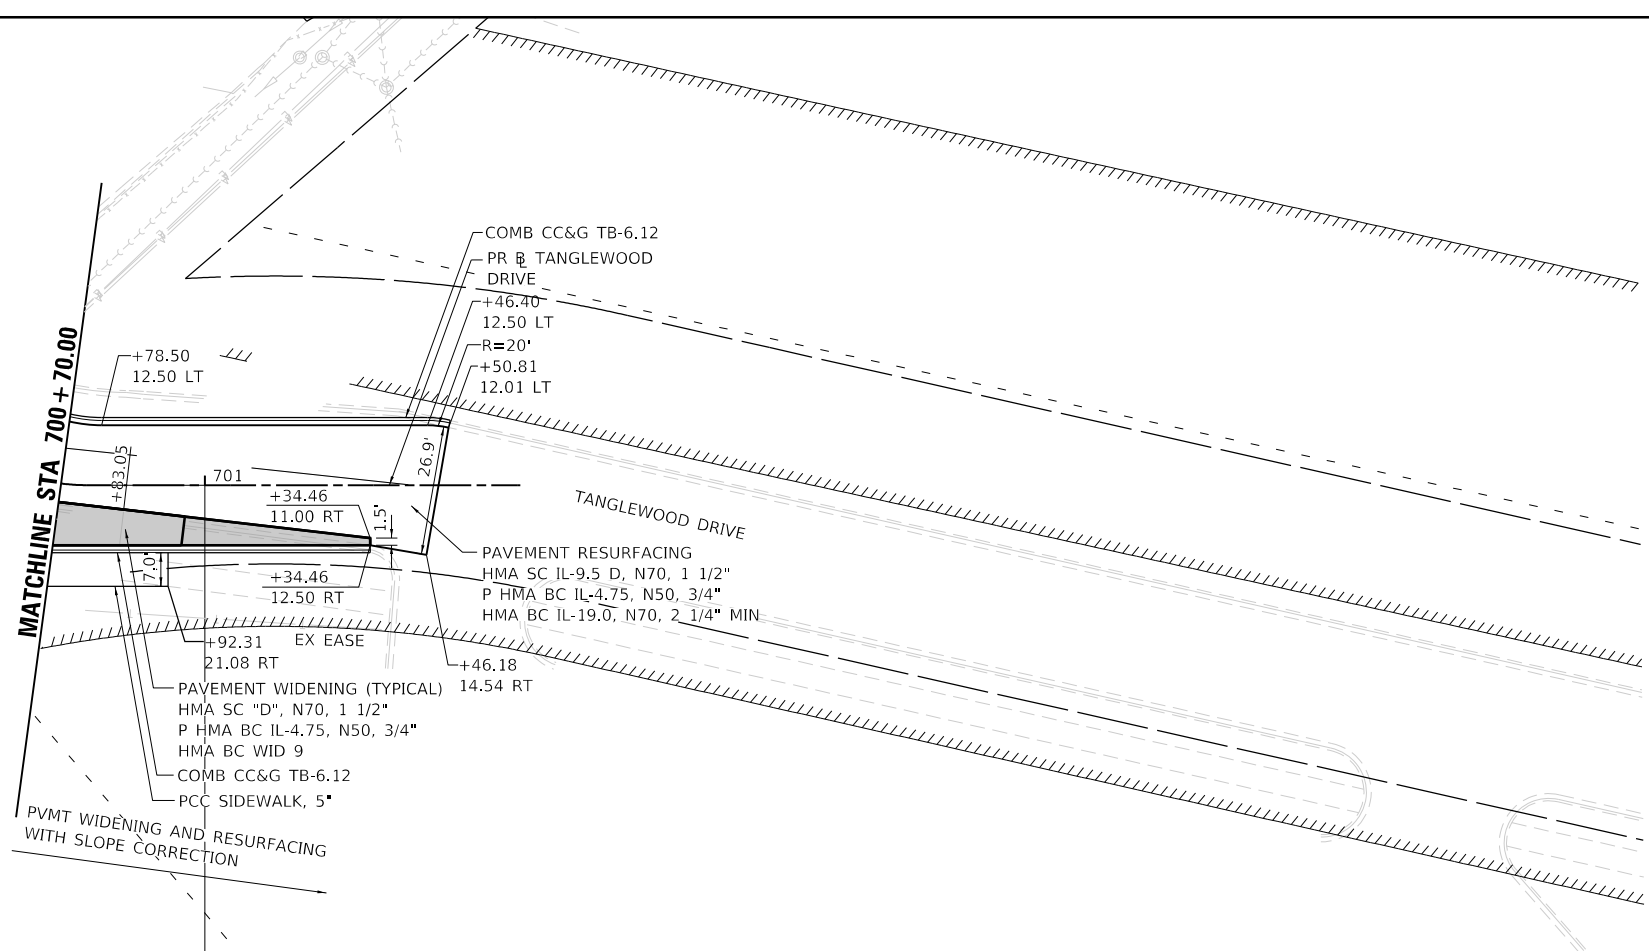 COMB CC&G TB-6.12
PR BL TANGLEWOOD
DRIVE
+46.40
12.50 LT
R=20'
+50.81
12.01 LT
+78.50
12.50 LT
MATCHLINE STA 700+70.00
+83.05
701
26.9'
+34.46
11.00 RT
1.5'
TANGLEWOOD DRIVE
PAVEMENT RESURFACING
HMA SC IL-9.5 D, N70, 1 1/2"
P HMA BC IL-4.75, N50, 3/4"
HMA BC IL-19.0, N70, 2 1/4" MIN
7.0'
+34.46
12.50 RT
+92.31
21.08 RT
EX EASE
+46.18
14.54 RT
PAVEMENT WIDENING (TYPICAL)
HMA SC "D", N70, 1 1/2"
P HMA BC IL-4.75, N50, 3/4"
HMA BC WID 9
COMB CC&G TB-6.12
PCC SIDEWALK, 5"
PVMT WIDENING AND RESURFACING
WITH SLOPE CORRECTION